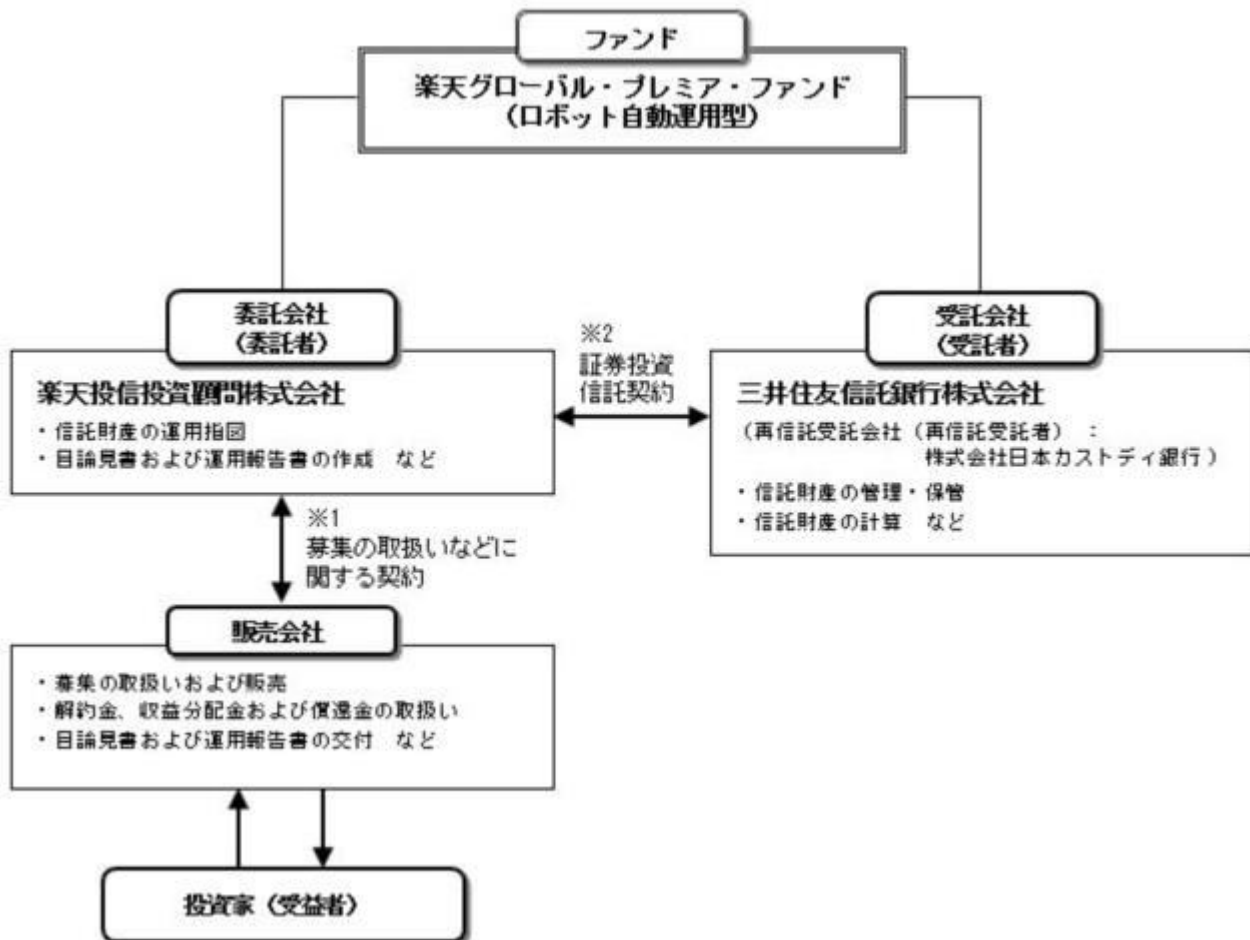 ファンド
楽天グローバル・プレミア・ファンド
（ロボット自動運用型）
委託会社
（委託者）
楽天投信投資顧問株式会社
・信託財産の運用指図
・目論見書および運用報告書の作成　など
※2
証券投資
信託契約
受託会社
（受託者）
三井住友信託銀行株式会社
（再信託受託会社（再信託受託者）：
株式会社日本カストディ銀行）
・信託財産の管理・保管
・信託財産の計算　など
※1
募集の取扱いなどに
関する契約
販売会社
・募集の取扱いおよび販売
・解約金、収益分配金および償還金の取扱い
・目論見書および運用報告書の交付　など
投資家（受益者）